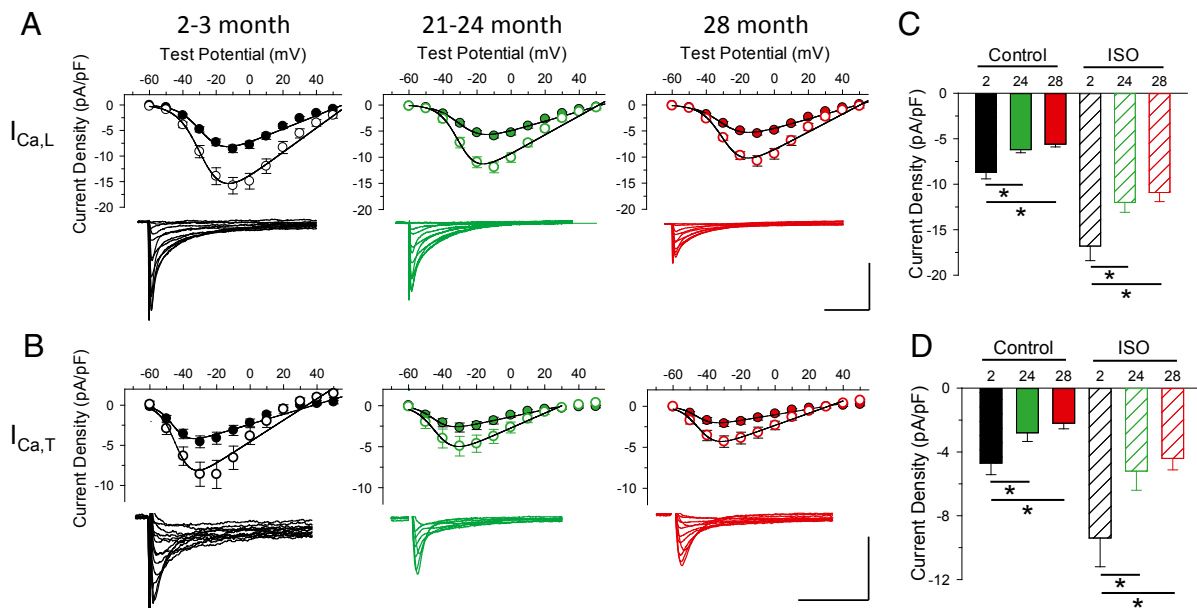 A
2-3 month
21-24 month
28 month
Test Potential (mV)
Test Potential (mV)
Test Potential (mV)
-60 -40 -20 0 20 40
-60 -40 -20 0 20 40
-60 -40 -20 0 20 40
I_Ca,L
Current Density (pA/pF)
0
-5
-10
-15
-20
0
-5
-10
-15
-20
0
-5
-10
-15
-20
B
-80 -60 -40 -20 0 20 40
-80 -60 -40 -20 0 20 40
-80 -60 -40 -20 0 20 40
I_Ca,T
Current Density (pA/pF)
0
-5
-10
0
-5
-10
0
-5
-10
C
Control
ISO
2 24 28 2 24 28
Current Density (pA/pF)
0
-5
-10
-15
-20
*
*
*
*
D
Control
ISO
2 24 28 2 24 28
Current Density (pA/pF)
0
-4
-8
-12
*
*
*
*